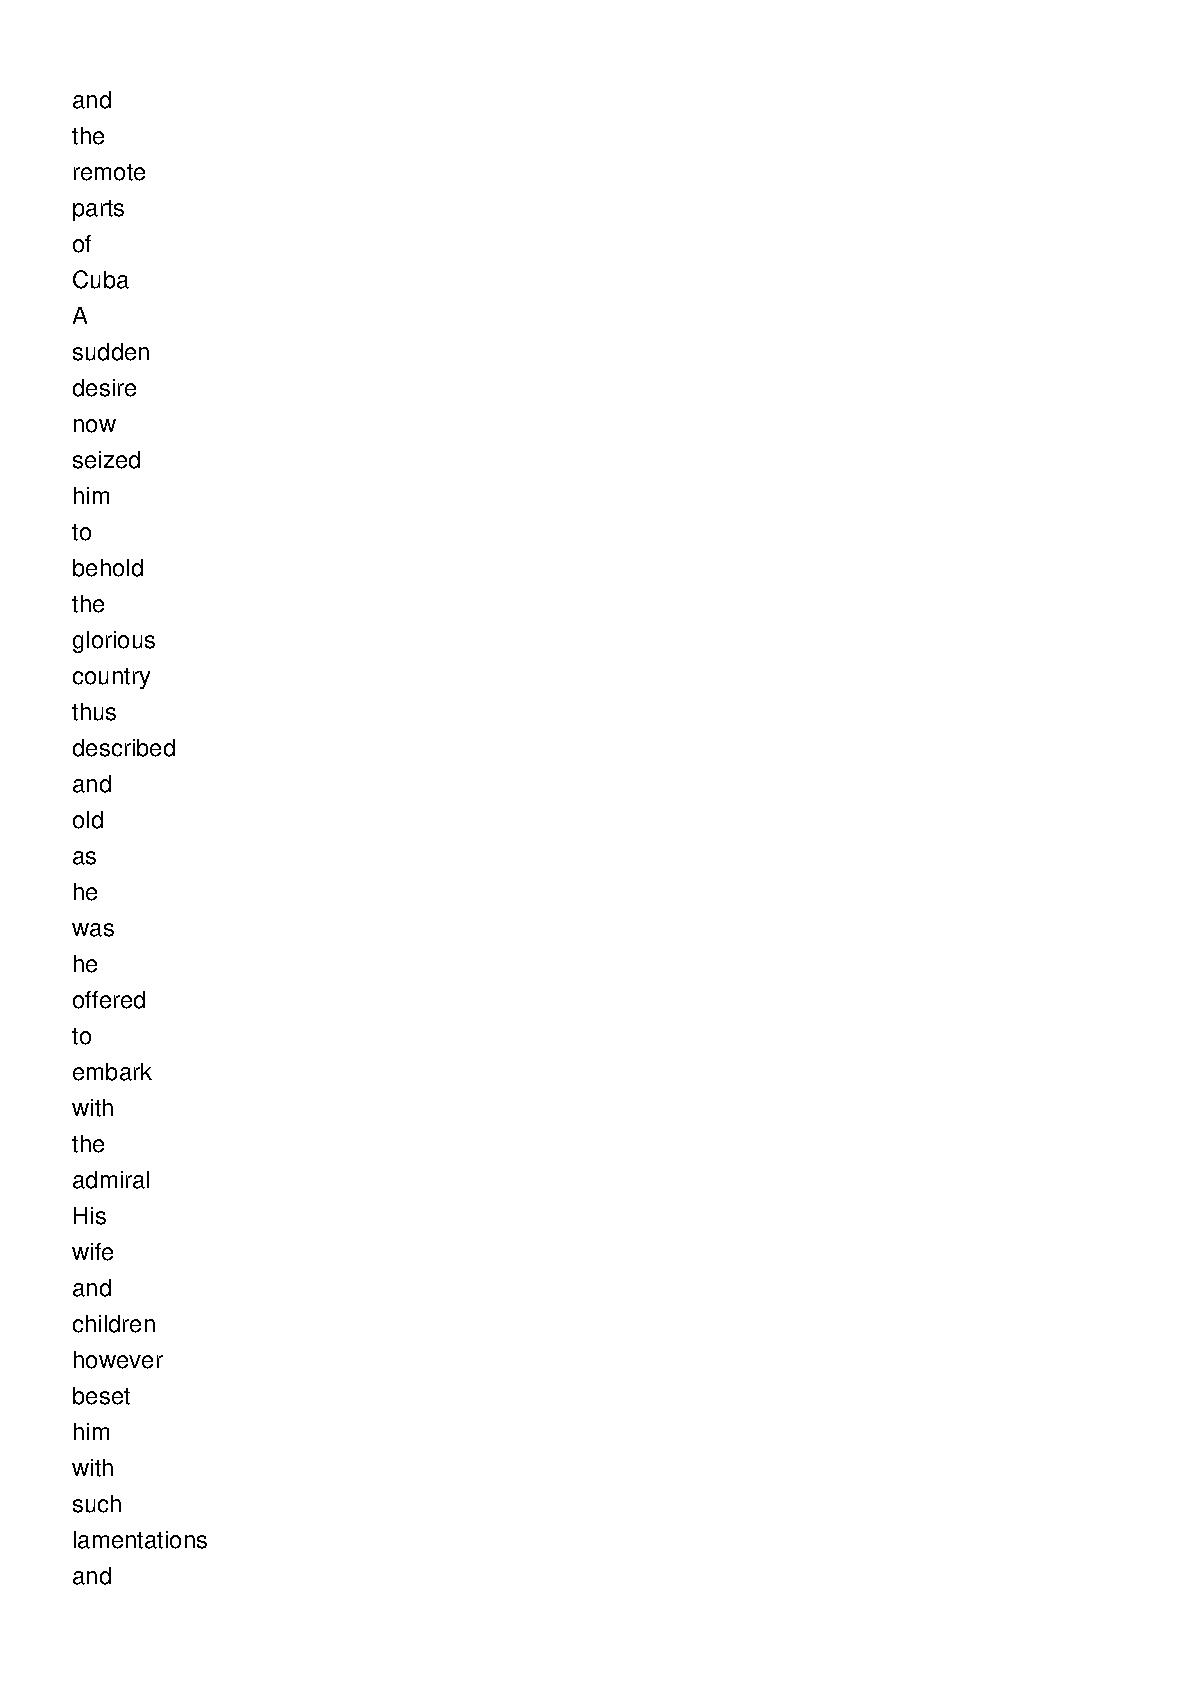 and
the
remote
parts
of
Cuba
A
sudden
desire
now
seized
him
to
behold
the
glorious
country
thus
described
and
old
as
he
was
he
offered
to
embark
with
the
admiral
His
wife
and
children
however
beset
him
with
such
lamentations
and